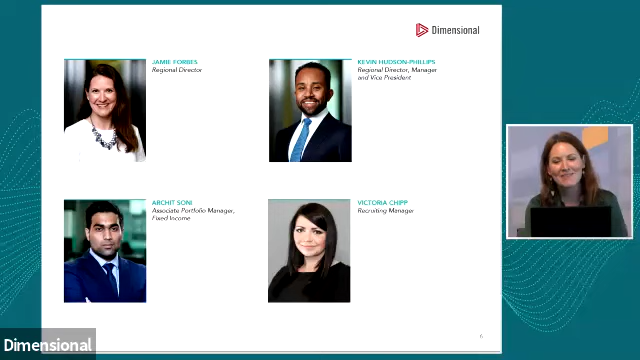 Dimensional
JAMIE FORBES
Regional Director
KEVIN HUDSON-PHILLIPS
Regional Director, Manager
and Vice President
ARCHIT SONI
Associate Portfolio Manager,
Fixed Income
VICTORIA CHIPP
Recruiting Manager
6
Dimensional